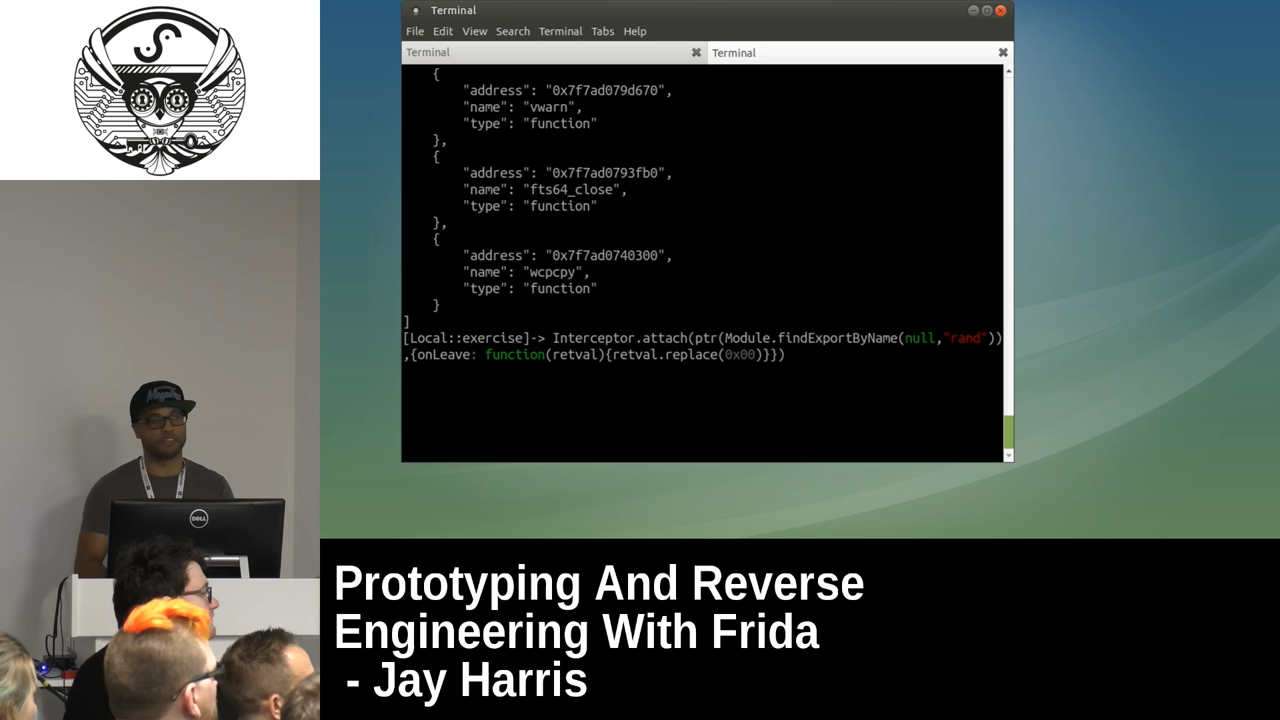 Terminal
File Edit View Search Terminal Tabs Help
Terminal
Terminal
{
"address": "0x7f7ad079d670",
"name": "vwarn",
"type": "function"
},
{
"address": "0x7f7ad0793fb0",
"name": "fts64_close",
"type": "function"
},
{
"address": "0x7f7ad0740300",
"name": "wcpcpy",
"type": "function"
}
]
[Local::exercise]-> Interceptor.attach(ptr(Module.findExportByName(null,"rand"))
,{onLeave: function(retval){retval.replace(0x00)}})
DELL
Prototyping And Reverse
Engineering With Frida
- Jay Harris